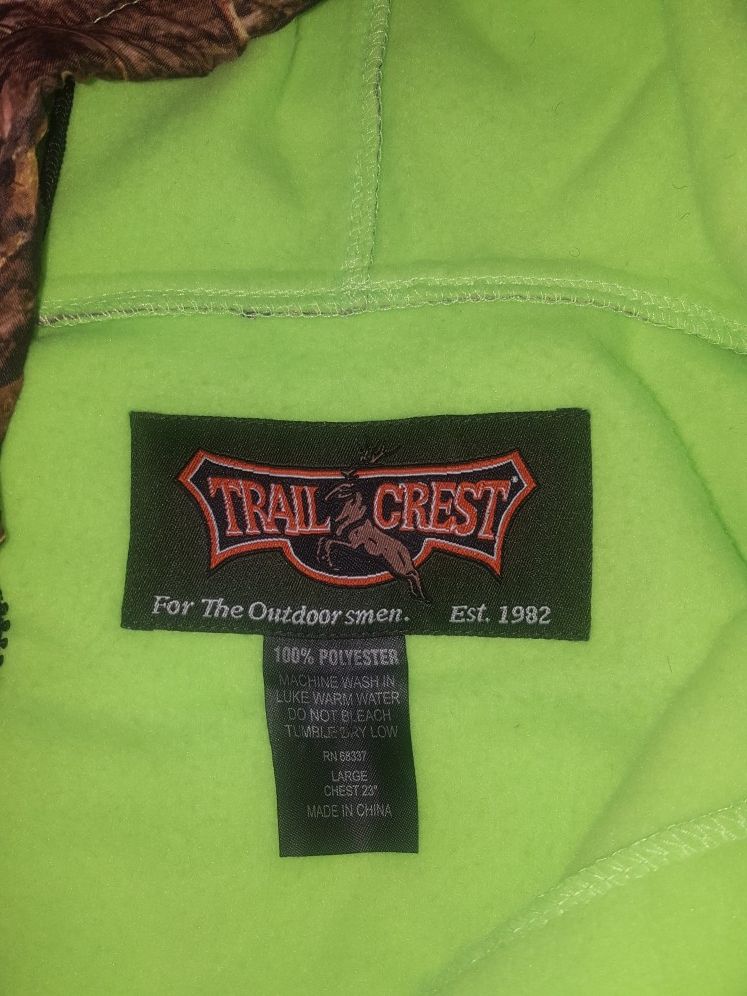 TRAIL CREST®
For The Outdoorsmen. Est. 1982
100% POLYESTER
MACHINE WASH IN
LUKE WARM WATER
DO NOT BLEACH
TUMBLE DRY LOW
RN 68337
LARGE
CHEST 23"
MADE IN CHINA